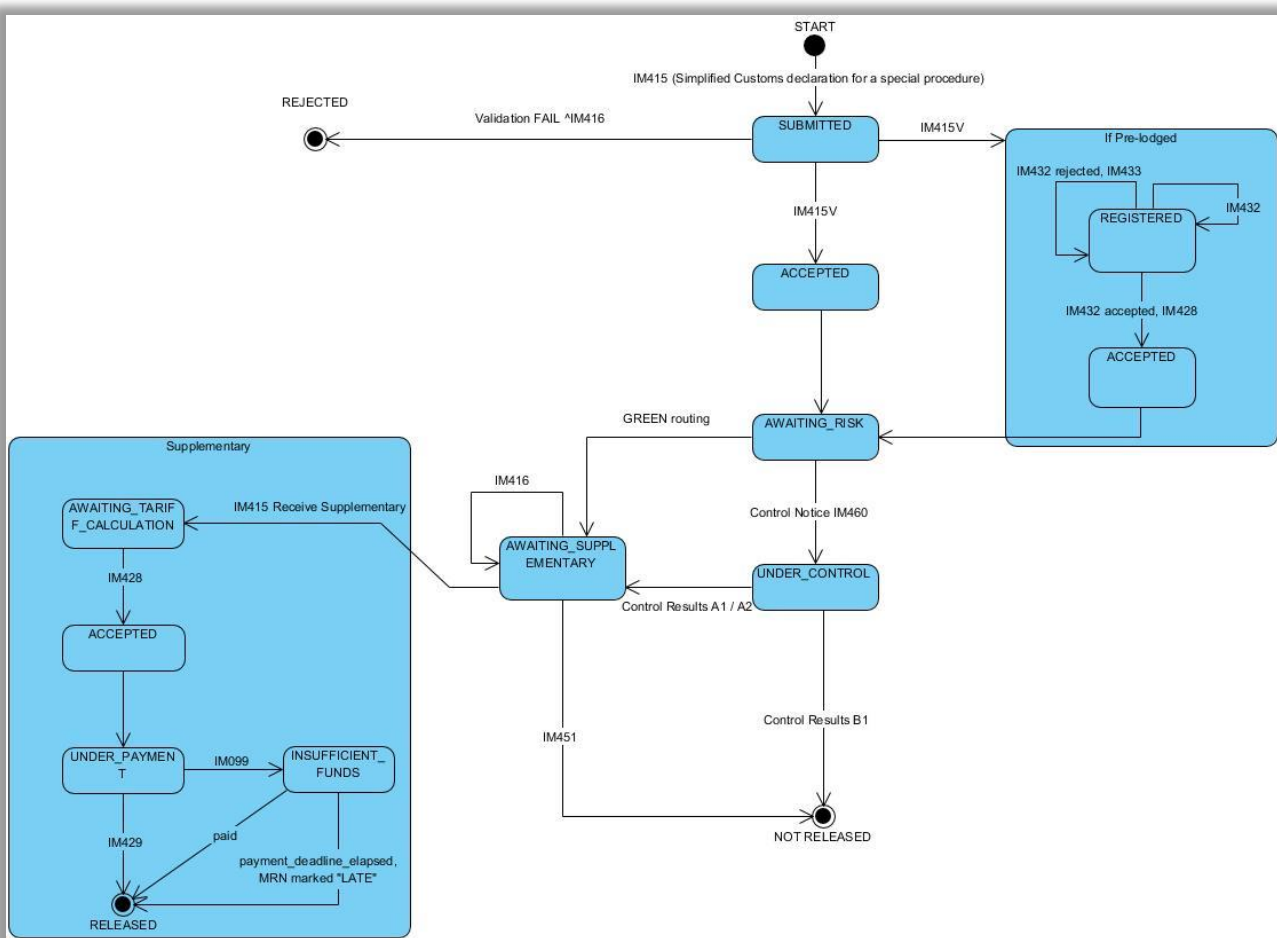 START
IM415 (Simplified Customs declaration for a special procedure)
REJECTED
Validation FAIL ^IM416
SUBMITTED
IM415V
If Pre-lodged
IM432 rejected, IM433
IM432
REGISTERED
IM415V
ACCEPTED
IM432 accepted, IM428
ACCEPTED
GREEN routing
AWAITING_RISK
Supplementary
IM416
IM415 Receive Supplementary
AWAITING_TARIF
F_CALCULATION
Control Notice IM460
AWAITING_SUPPL
EMENTARY
UNDER_CONTROL
IM428
Control Results A1 / A2
ACCEPTED
Control Results B1
IM451
UNDER_PAYMEN
T
IM099
INSUFFICIENT_
FUNDS
paid
IM429
payment_deadline_elapsed,
MRN marked "LATE"
NOT RELEASED
RELEASED